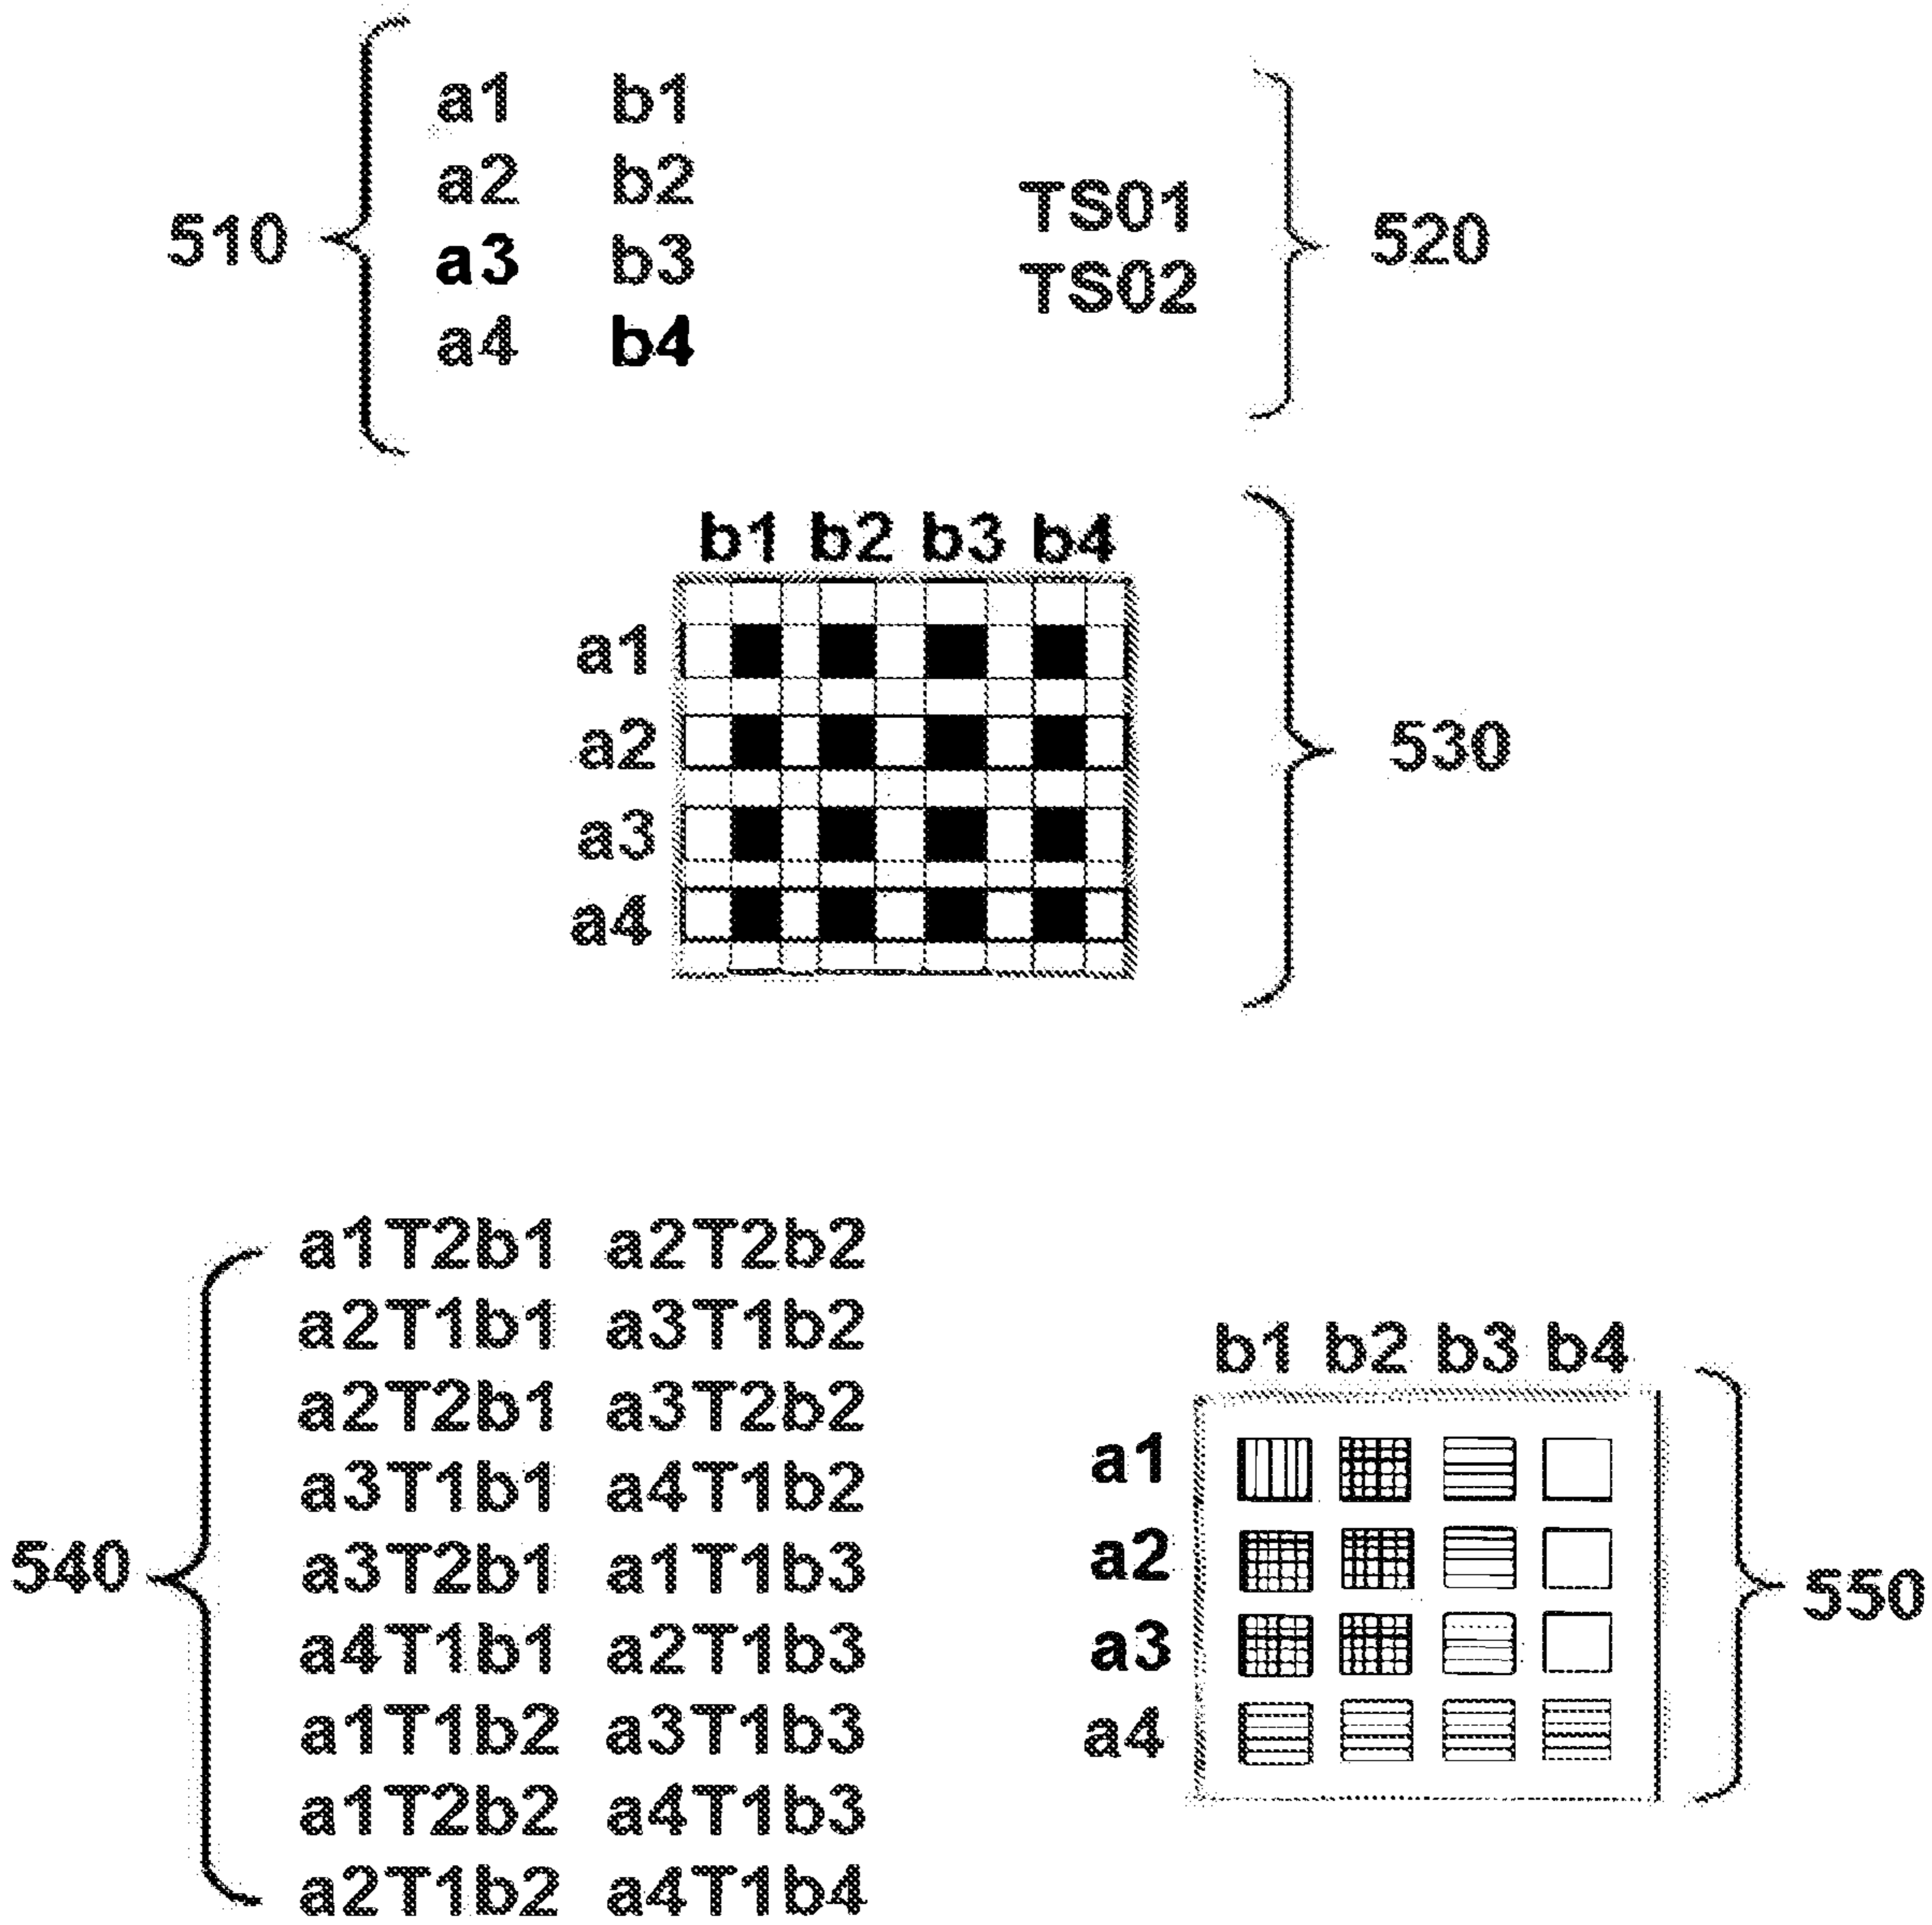 a1 b1
a2 b2
a3 b3
a4 b4
510
TS01
TS02
520
b1 b2 b3 b4
a1
a2
a3
a4
530
a1T2b1 a2T2b2
a2T1b1 a3T1b2
a2T2b1 a3T2b2
a3T1b1 a4T1b2
a3T2b1 a1T1b3
a4T1b1 a2T1b3
a1T1b2 a3T1b3
a1T2b2 a4T1b3
a2T1b2 a4T1b4
540
b1 b2 b3 b4
a1
a2
a3
a4
550